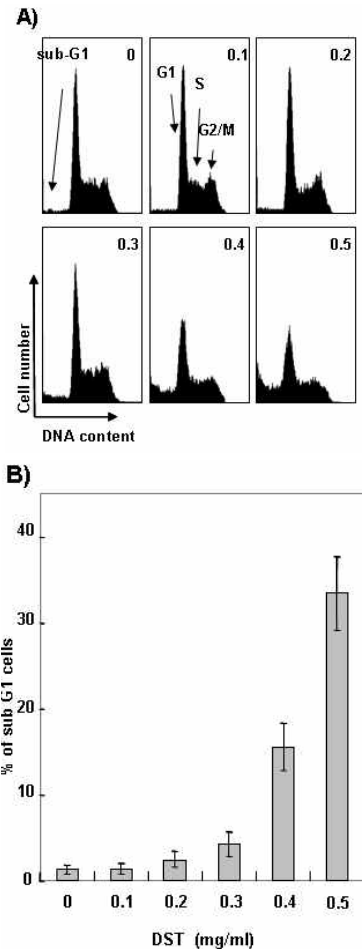 A)
0
sub-G1
0.1
G1
S
G2/M
0.2
0.3
0.4
0.5
Cell number
DNA content
B)
% of sub G1 cells
40
30
20
10
0
0 0.1 0.2 0.3 0.4 0.5
DST (mg/ml)